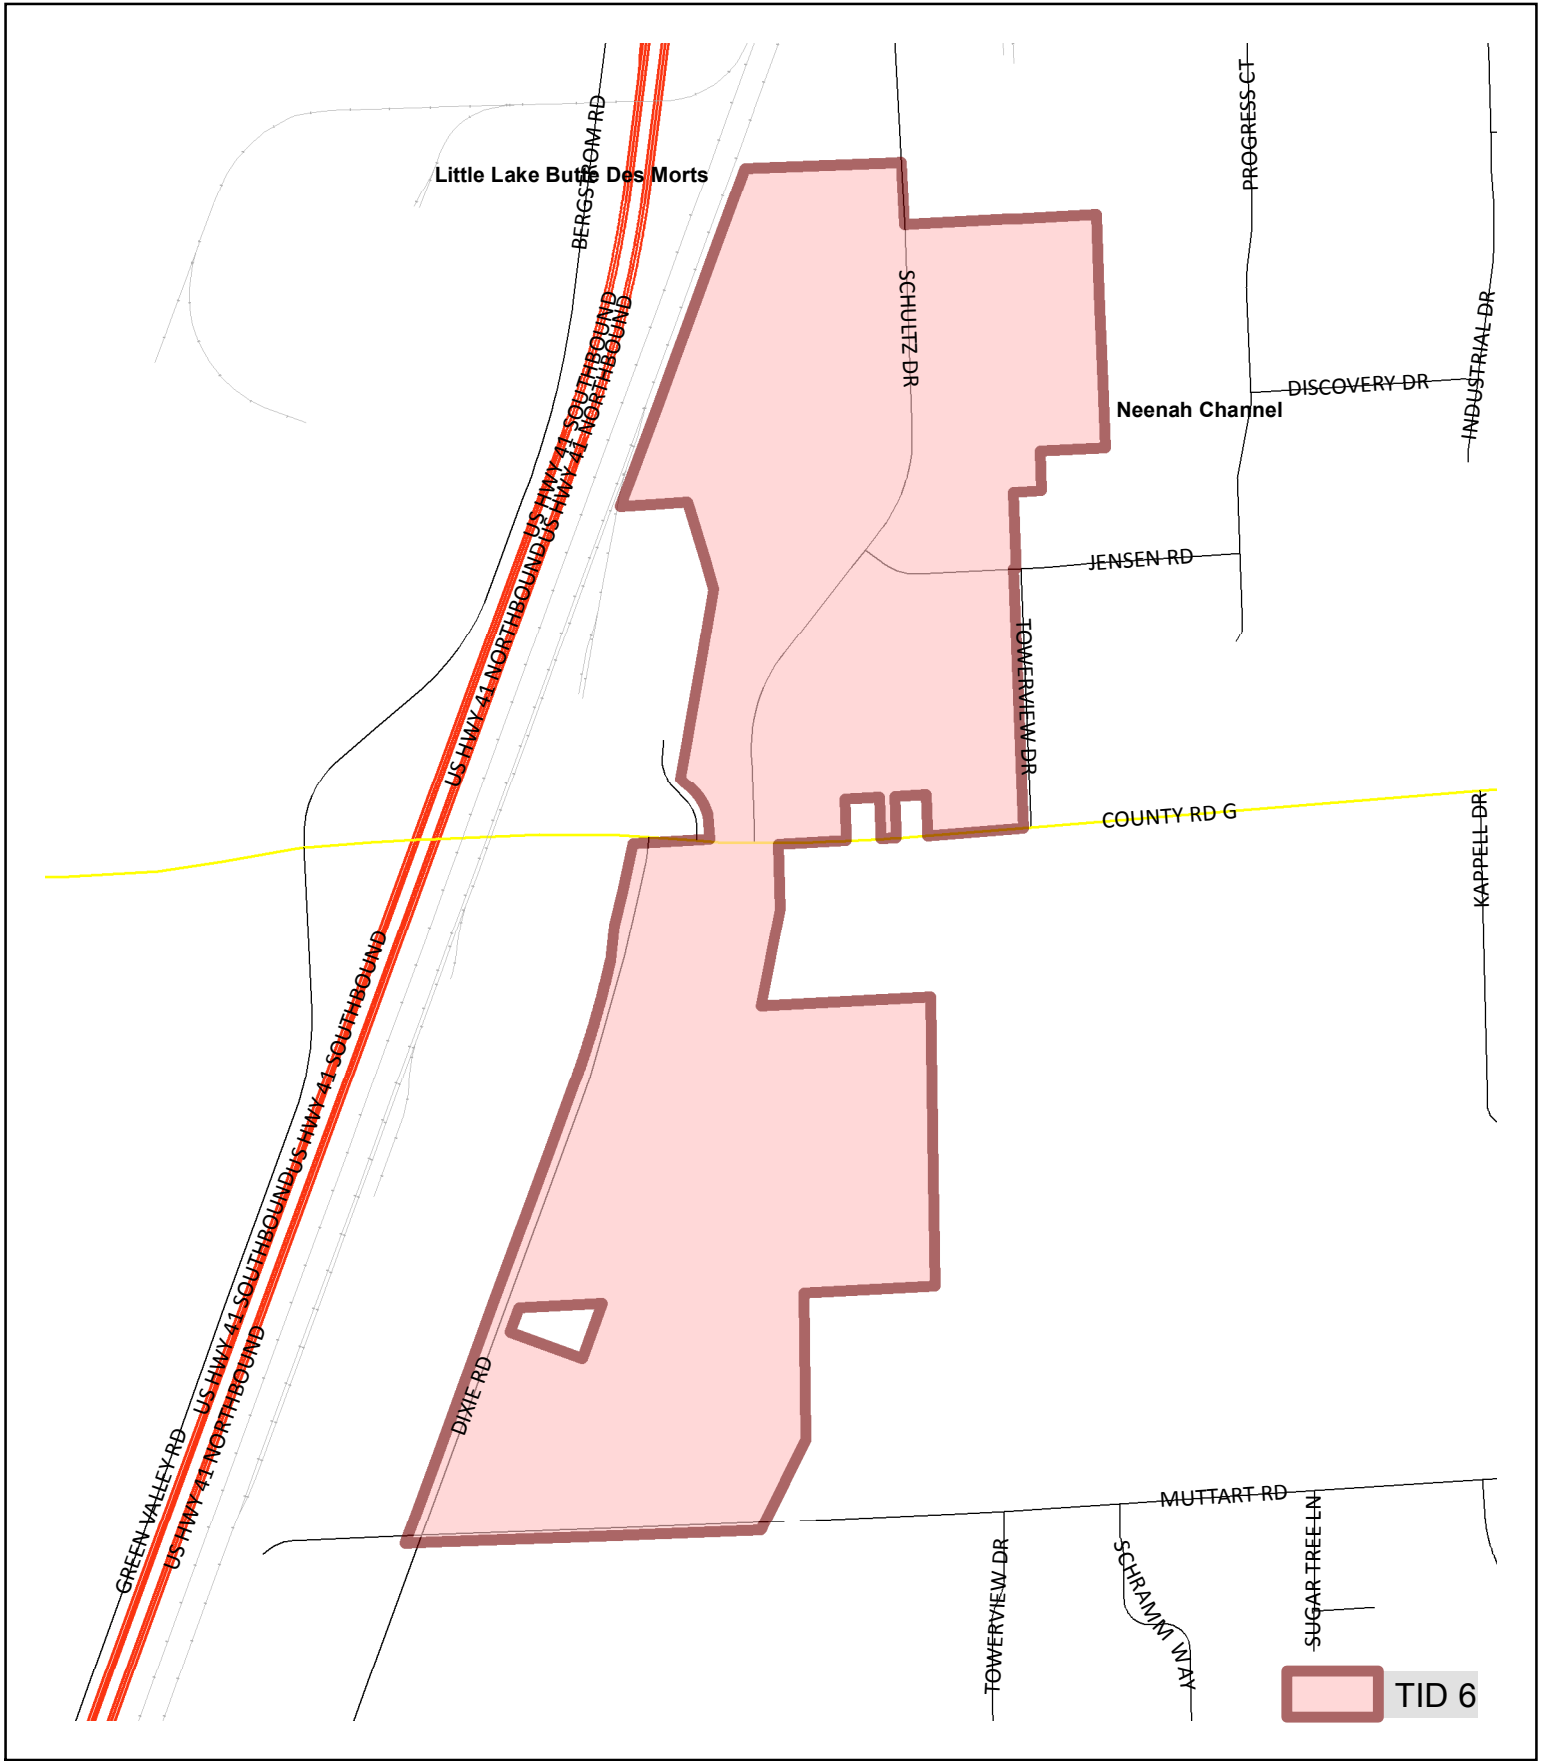 BERGSTROM RD
PROGRESS CT
Little Lake Butte Des Morts
SCHULTZ DR
INDUSTRIAL DR
US HWY 41 SOUTHBOUND
US HWY 41 NORTHBOUND
DISCOVERY DR
Neenah Channel
JENSEN RD
US HWY 41 NORTHBOUND
TOWERVIEW DR
COUNTY RD G
KAPPELL DR
US HWY 41 SOUTHBOUND
US HWY 41 SOUTHBOUND
US HWY 41 NORTHBOUND
DIXIE RD
GREEN VALLEY RD
MUTTART RD
TOWERVIEW DR
SCHRAMM WAY
SUGAR TREE LN
TID 6